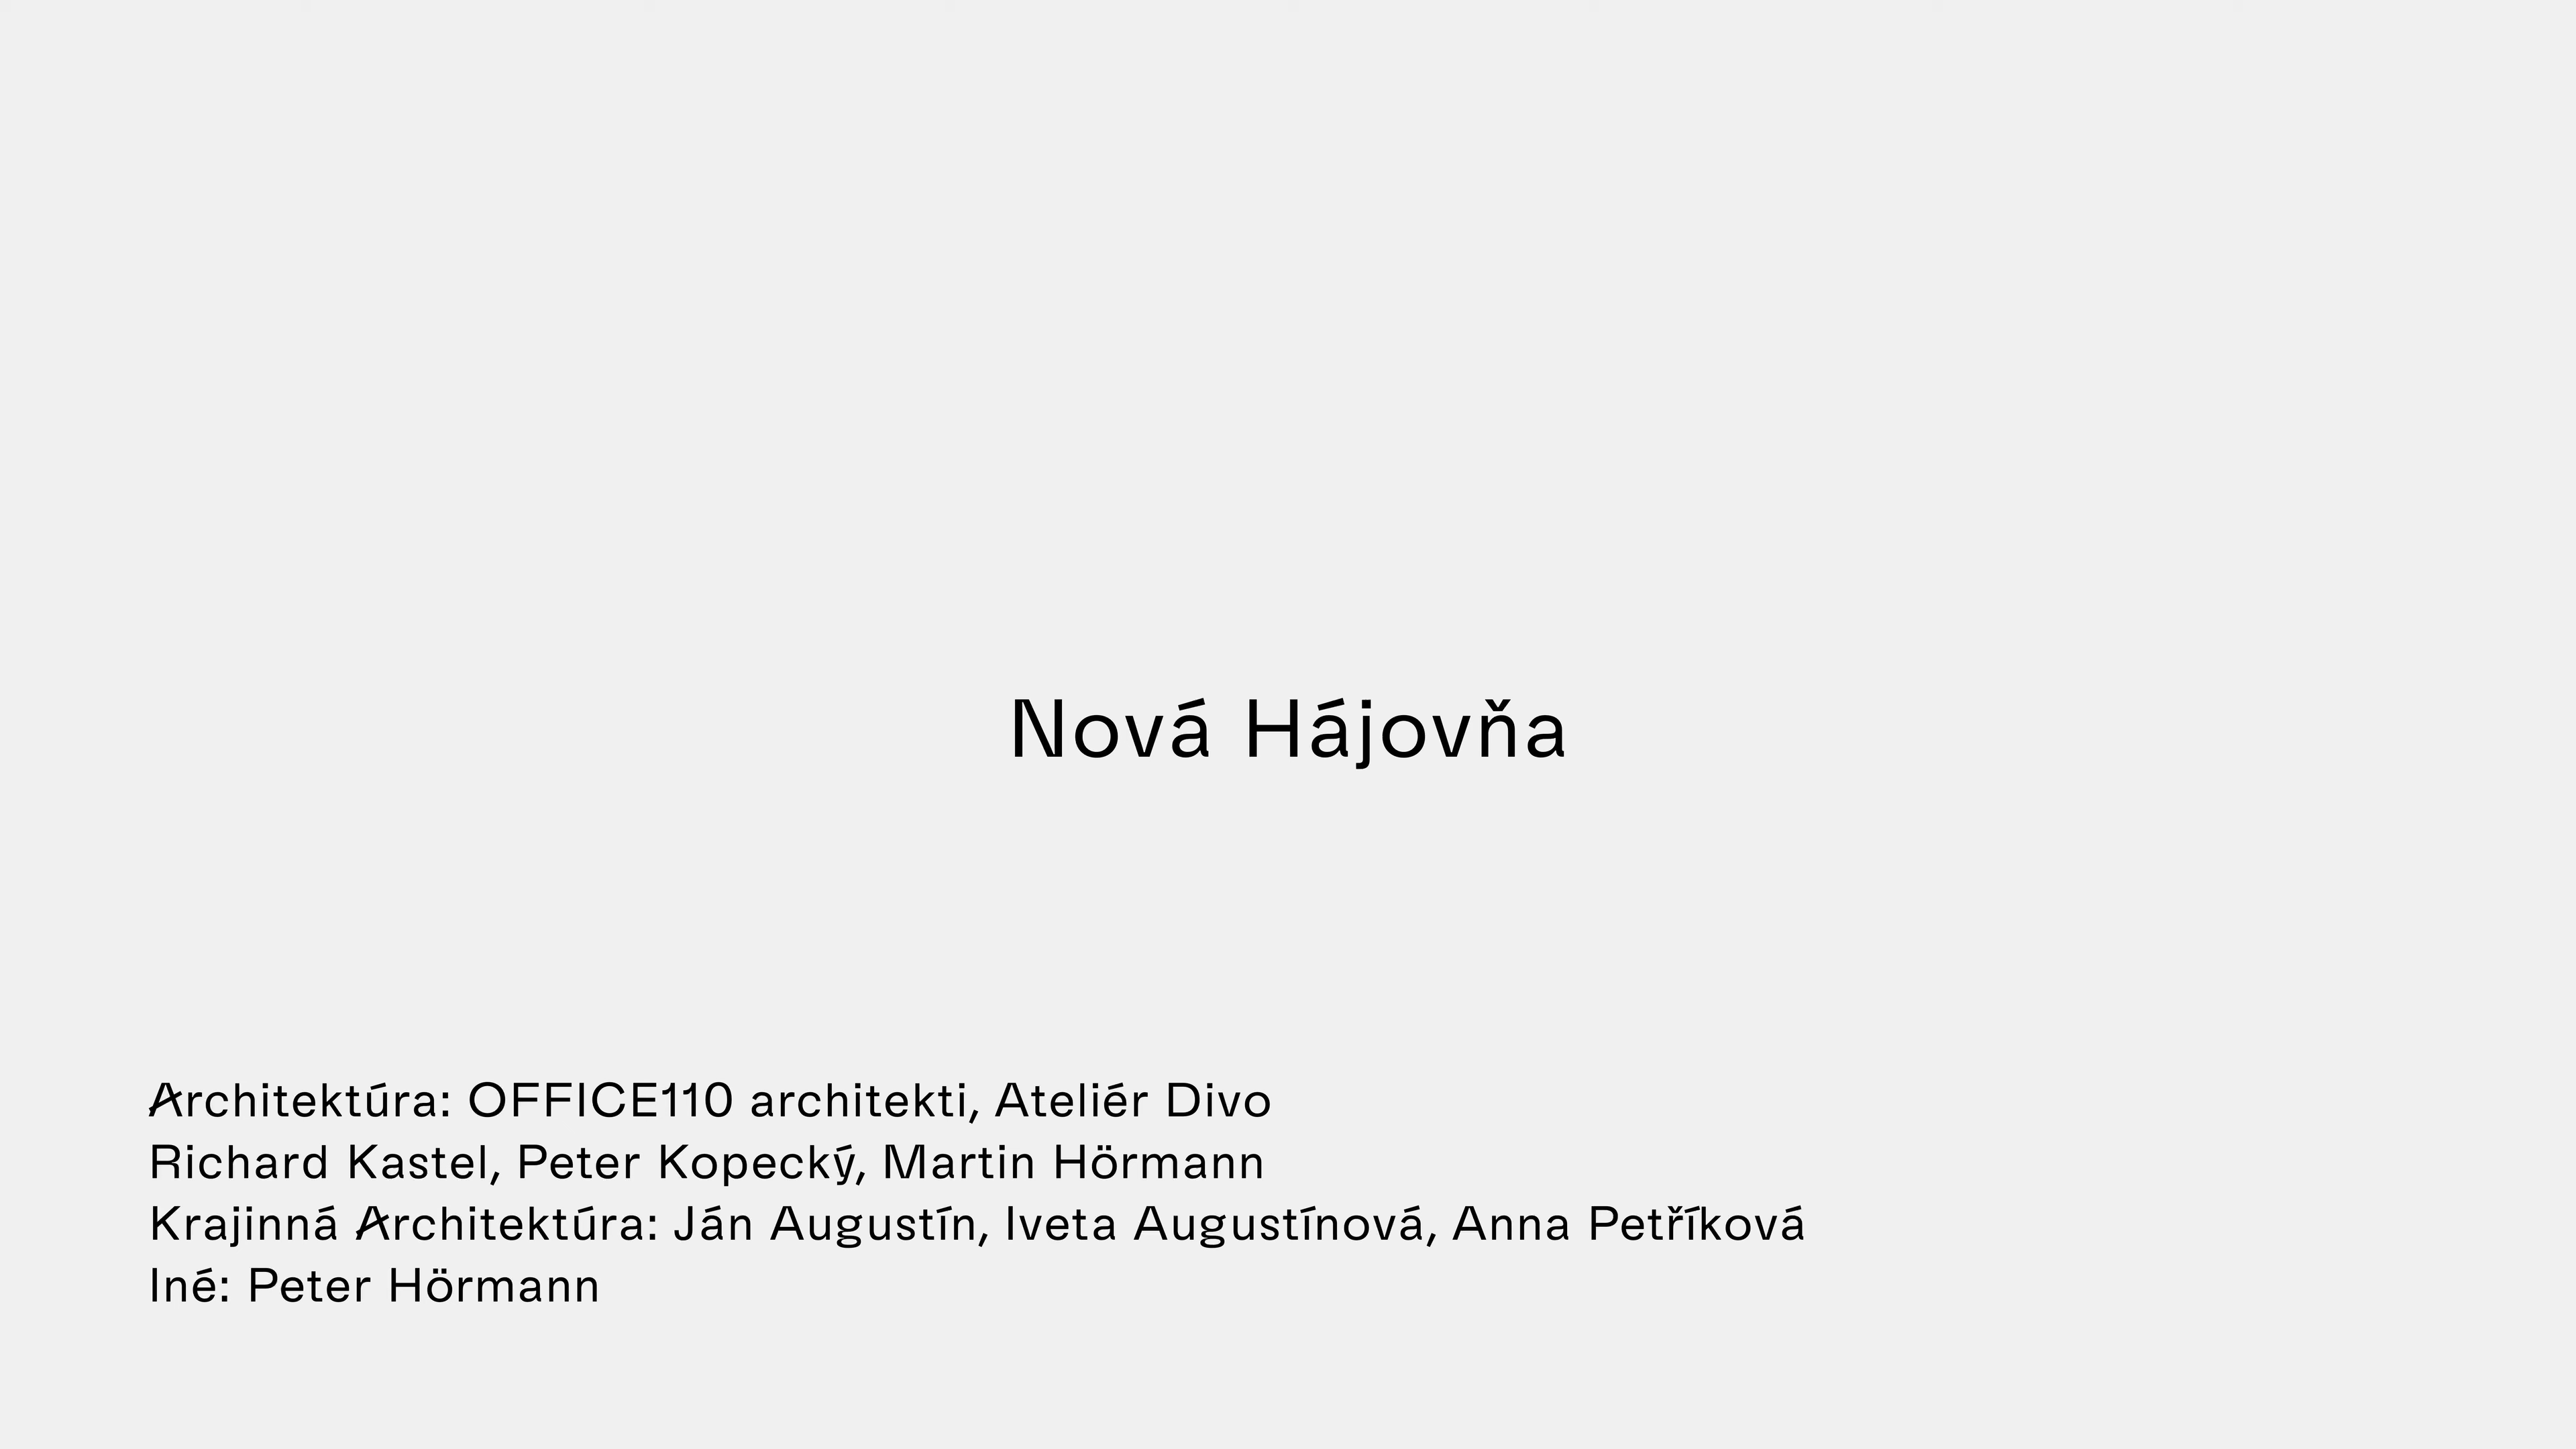 Nová Hájovňa
Architektúra: OFFICE110 architekti, Ateliér Divo
Richard Kastel, Peter Kopecký, Martin Hörmann
Krajinná Architektúra: Ján Augustín, Iveta Augustínová, Anna Petříková
Iné: Peter Hörmann